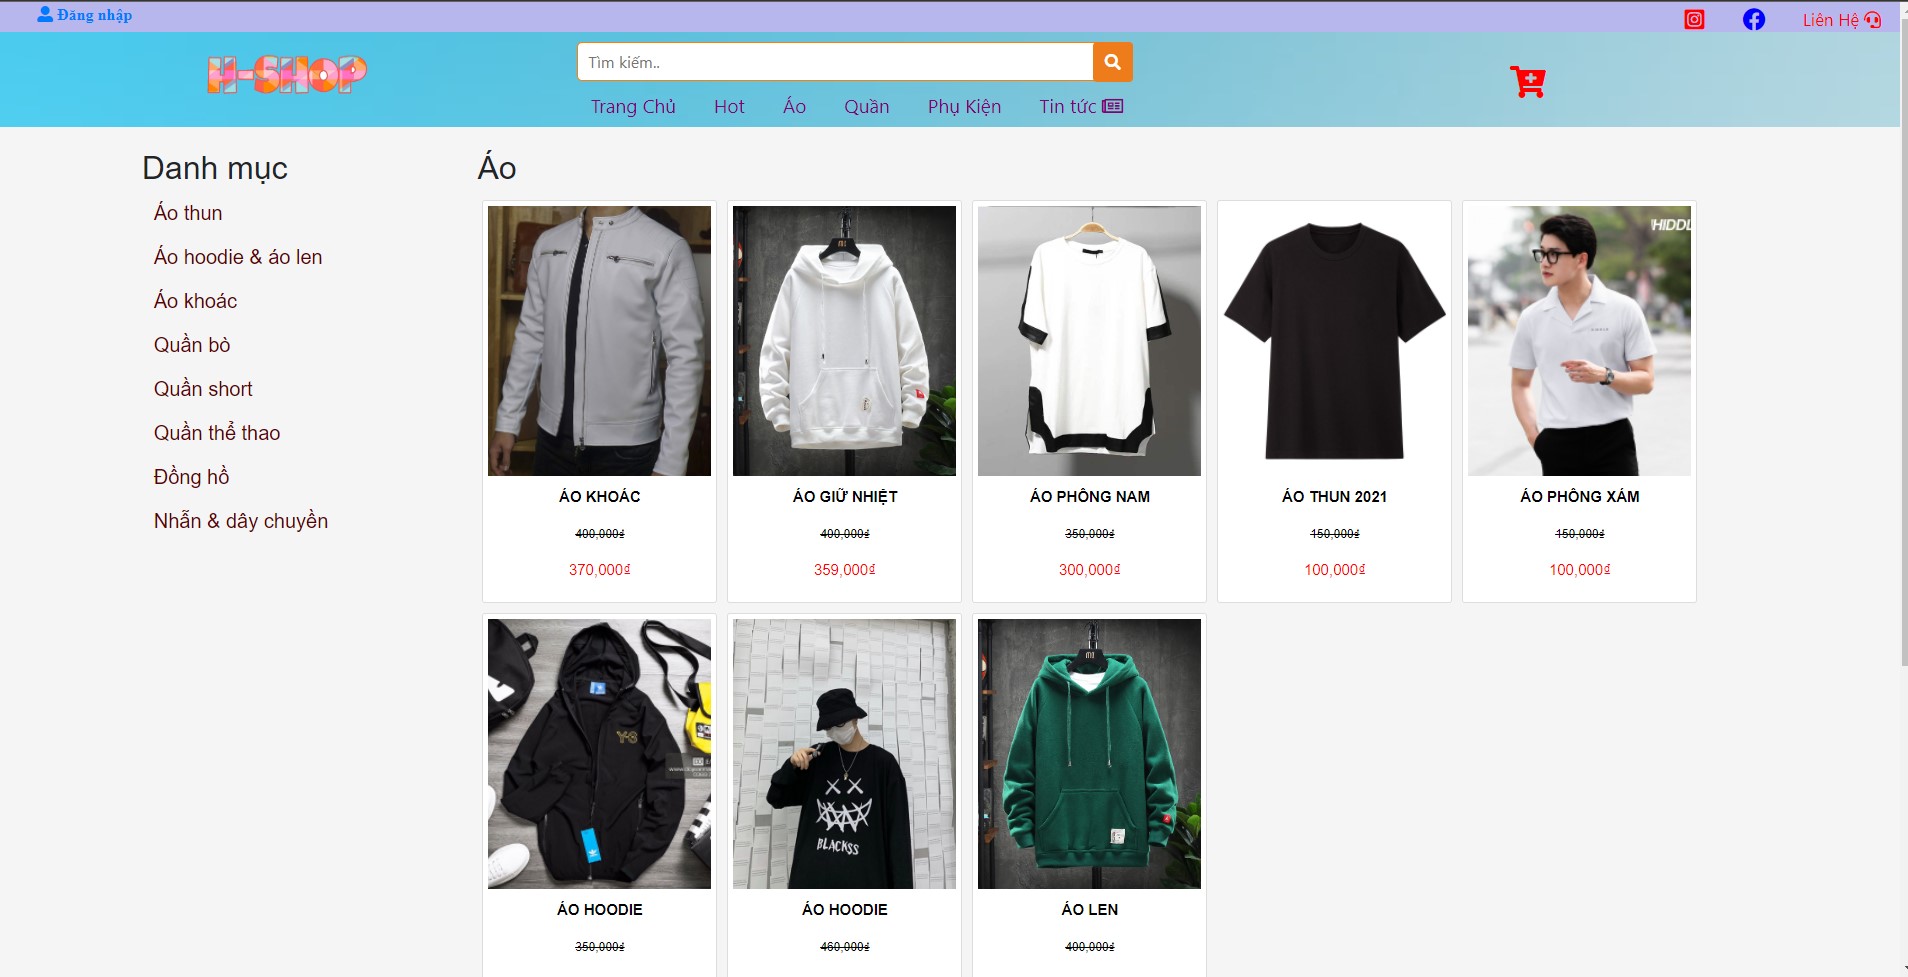 Đăng nhập
Liên Hệ
H-SHOP
Tìm kiếm..
Trang Chủ Hot Áo Quần Phụ Kiện Tin tức
Danh mục
Áo thun
Áo hoodie & áo len
Áo khoác
Quần bò
Quần short
Quần thể thao
Đồng hồ
Nhẫn & dây chuyền
Áo
HIDDL
ÁO KHOÁC
400,000₫
370,000₫
ÁO GIỮ NHIỆT
400,000₫
359,000₫
ÁO PHÔNG NAM
350,000₫
300,000₫
ÁO THUN 2021
150,000₫
100,000₫
ÁO PHÔNG XÁM
150,000₫
100,000₫
Y-3
BLACKSS
ÁO HOODIE
350,000₫
ÁO HOODIE
460,000₫
ÁO LEN
400,000₫